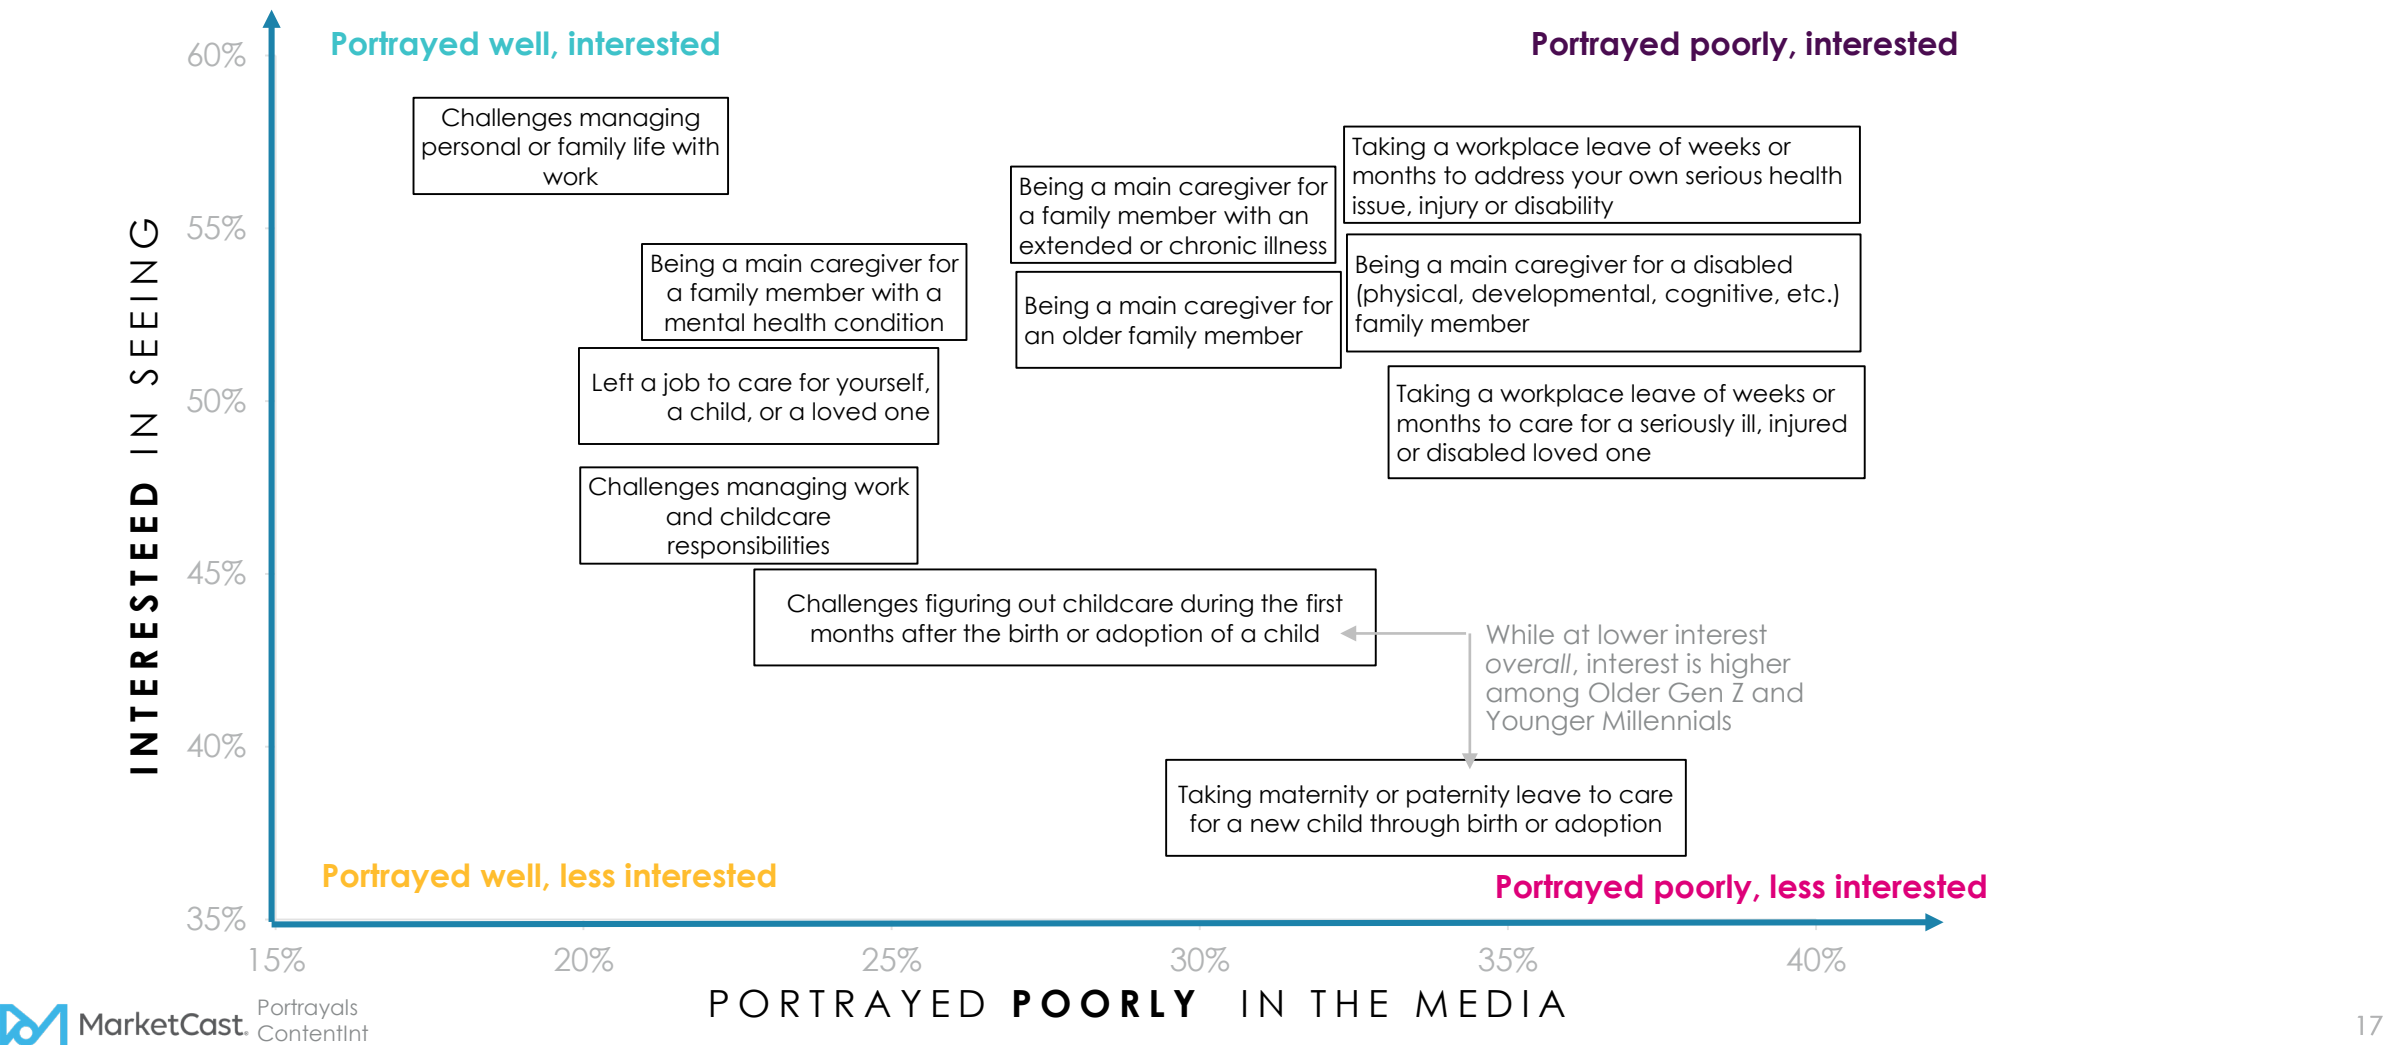 Portrayed well, interested
Portrayed poorly, interested
60%
55%
50%
45%
40%
35%
INTERESTEED IN SEEING
Challenges managing
personal or family life with
work
Being a main caregiver for
a family member with a
mental health condition
Left a job to care for yourself,
a child, or a loved one
Challenges managing work
and childcare
responsibilities
Being a main caregiver for
a family member with an
extended or chronic illness
Being a main caregiver for
an older family member
Taking a workplace leave of weeks or
months to address your own serious health
issue, injury or disability
Being a main caregiver for a disabled
(physical, developmental, cognitive, etc.)
family member
Taking a workplace leave of weeks or
months to care for a seriously ill, injured
or disabled loved one
Challenges figuring out childcare during the first
months after the birth or adoption of a child
While at lower interest
overall, interest is higher
among Older Gen Z and
Younger Millennials
Taking maternity or paternity leave to care
for a new child through birth or adoption
Portrayed well, less interested
Portrayed poorly, less interested
15%
20%
25%
30%
35%
40%
PORTRAYED POORLY IN THE MEDIA
MarketCast.
Portrayals
ContentInt
17